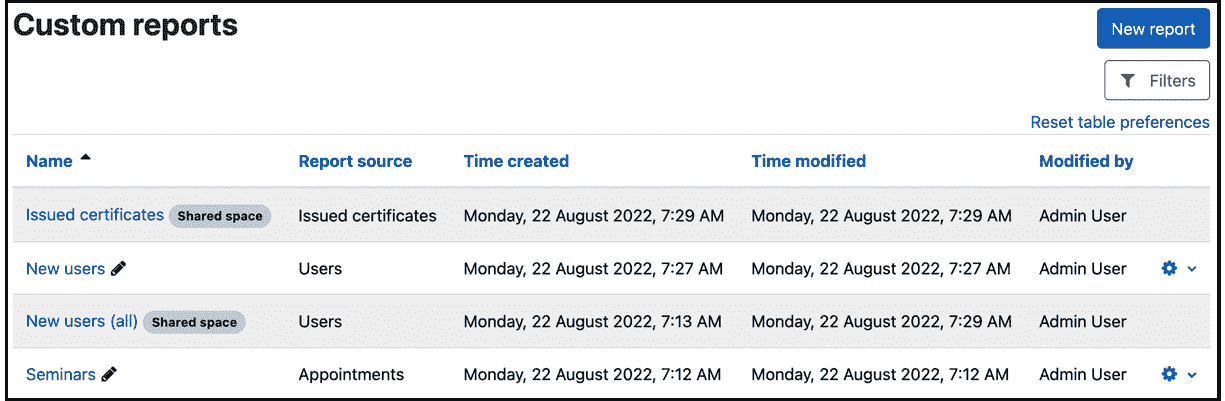 Custom reports
New report
Filters
Reset table preferences
Name Report source Time created Time modified Modified by
Issued certificates Shared space Issued certificates Monday, 22 August 2022, 7:29 AM Monday, 22 August 2022, 7:29 AM Admin User
New users Users Monday, 22 August 2022, 7:27 AM Monday, 22 August 2022, 7:27 AM Admin User
New users (all) Shared space Users Monday, 22 August 2022, 7:13 AM Monday, 22 August 2022, 7:29 AM Admin User
Seminars Appointments Monday, 22 August 2022, 7:12 AM Monday, 22 August 2022, 7:12 AM Admin User